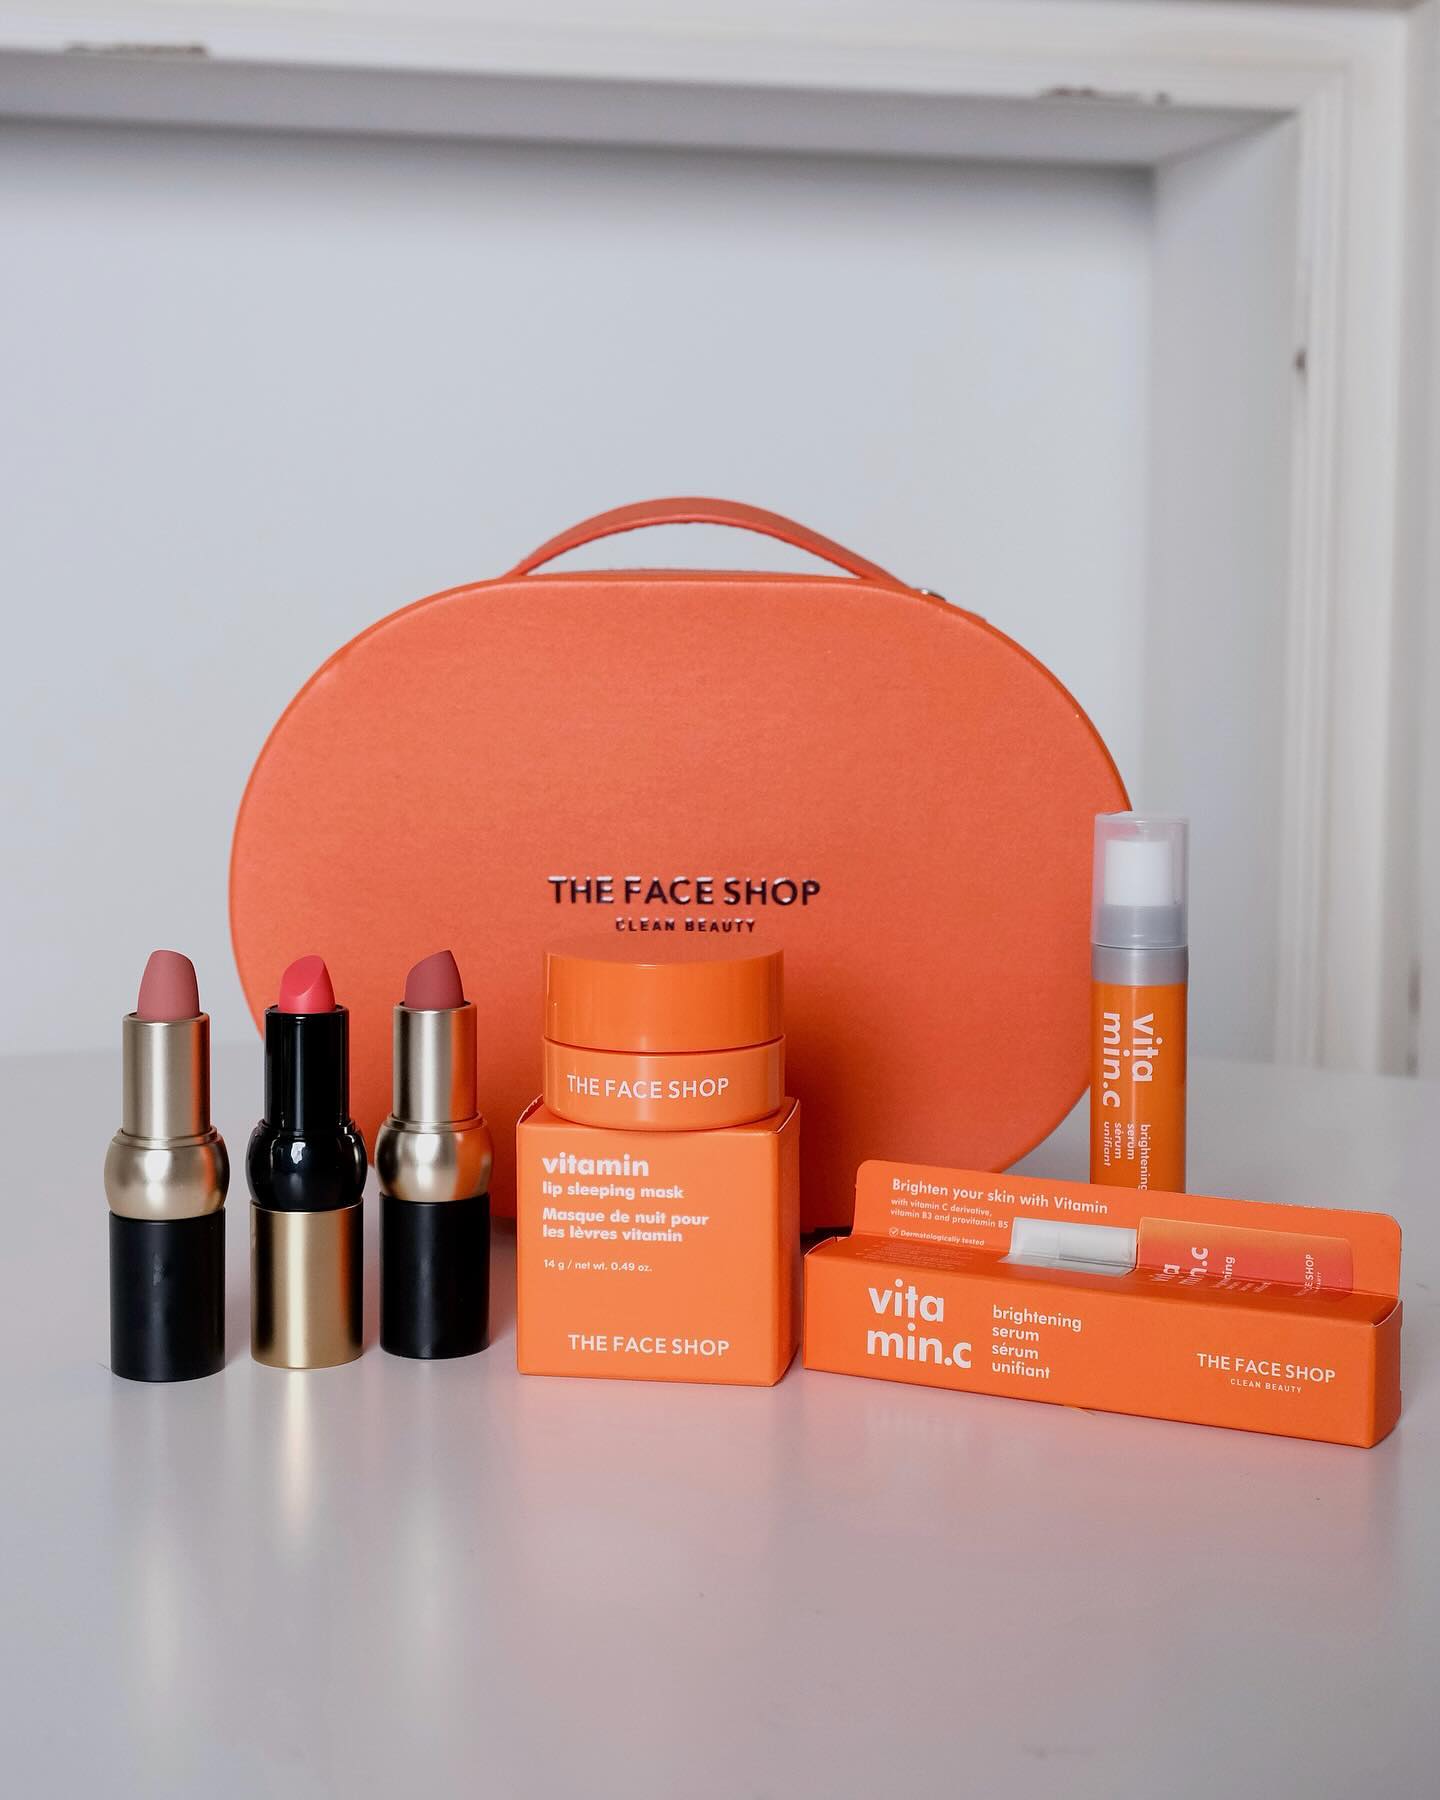 THE FACE SHOP
CLEAN BEAUTY
THE FACE SHOP
vitamin
lip sleeping mask
Masque de nuit pour
les lèvres vitamin
14 g / net wt. 0.49 oz.
THE FACE SHOP
vita
min.c
brightening
serum
sérum
unifiant
Brighten your skin with Vitamin
with vitamin C derivative,
vitamin B3 and provitamin B5
Dermatologically tested
vita
min.c
brightening
serum
sérum
unifiant
THE FACE SHOP
CLEAN BEAUTY